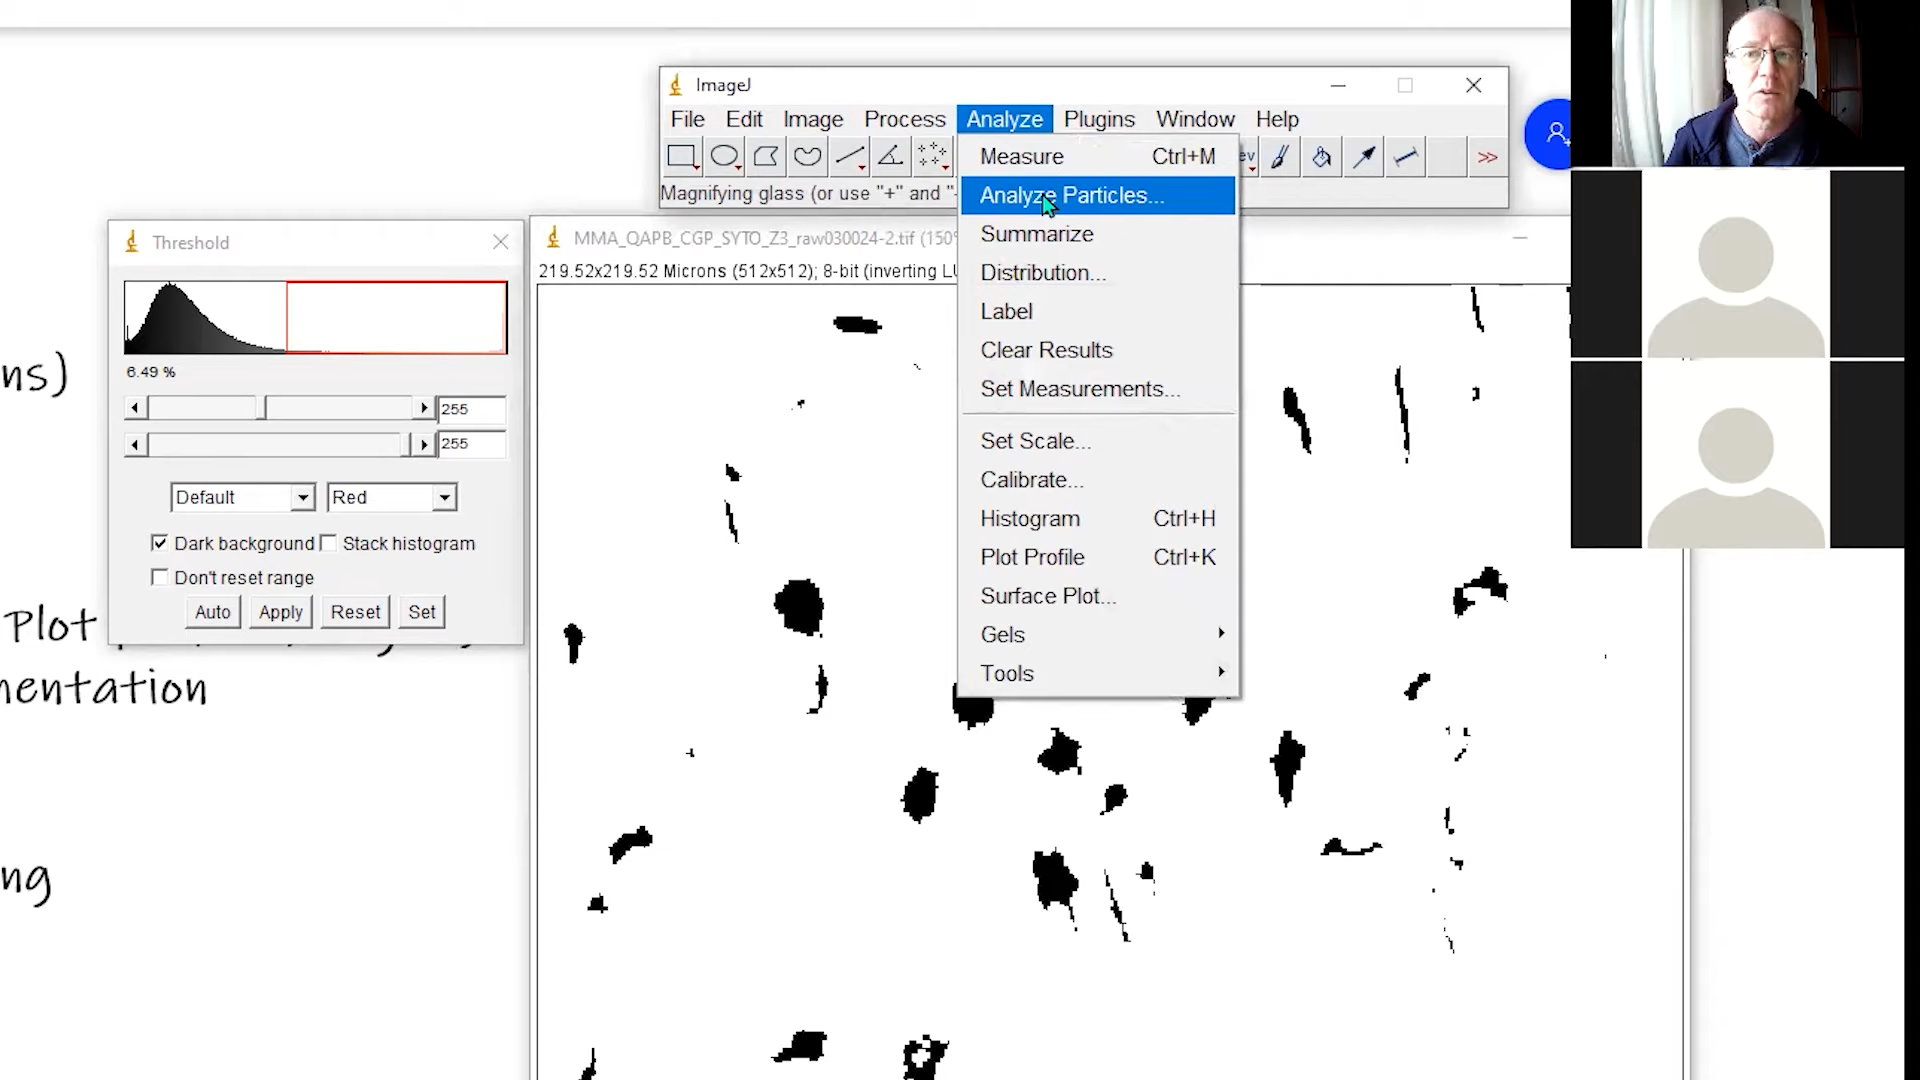 ImageJ
File Edit Image Process Analyze Plugins Window Help
Magnifying glass (or use "+" and "-
Measure Ctrl+M
Analyze Particles...
Summarize
Distribution...
Label
Clear Results
Set Measurements...
Set Scale...
Calibrate...
Histogram Ctrl+H
Plot Profile Ctrl+K
Surface Plot...
Gels
Tools
>>
Threshold
6.49 %
255
255
Default Red
Dark background Stack histogram
Don't reset range
Auto Apply Reset Set
MMA_QAPB_CGP_SYTO_Z3_raw030024-2.tif (150%
219.52x219.52 Microns (512x512); 8-bit (inverting LU
ns)
Plot
mentation
ng